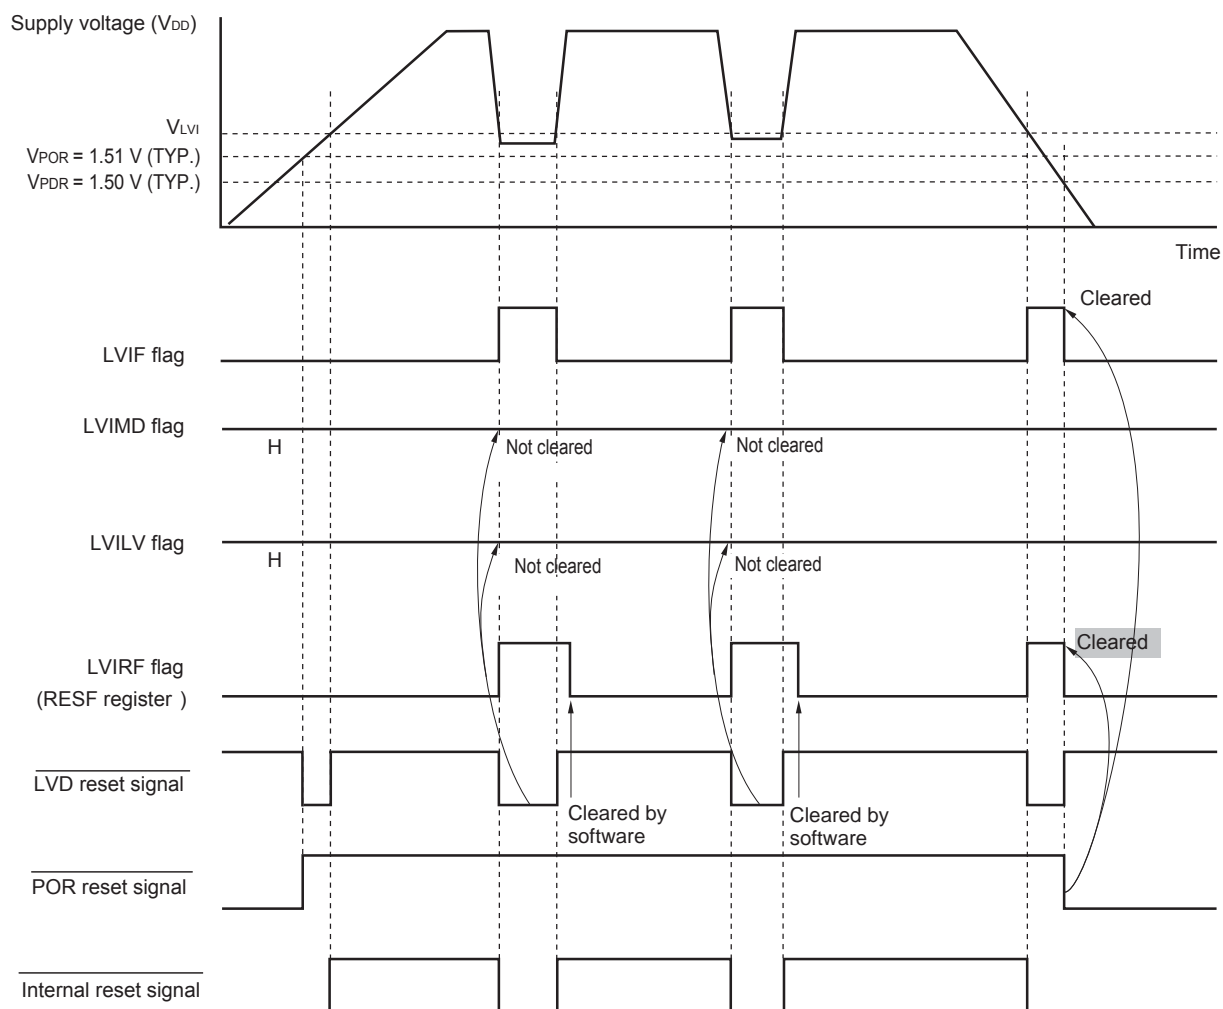 Supply voltage (VDD)
VLVI
VPOR = 1.51 V (TYP.)
VPDR = 1.50 V (TYP.)
Time
Cleared
LVIF flag
LVIMD flag
H
Not cleared
Not cleared
LVILV flag
H
Not cleared
Not cleared
Cleared
LVIRF flag
(RESF register )
LVD reset signal
Cleared by
software
Cleared by
software
POR reset signal
Internal reset signal